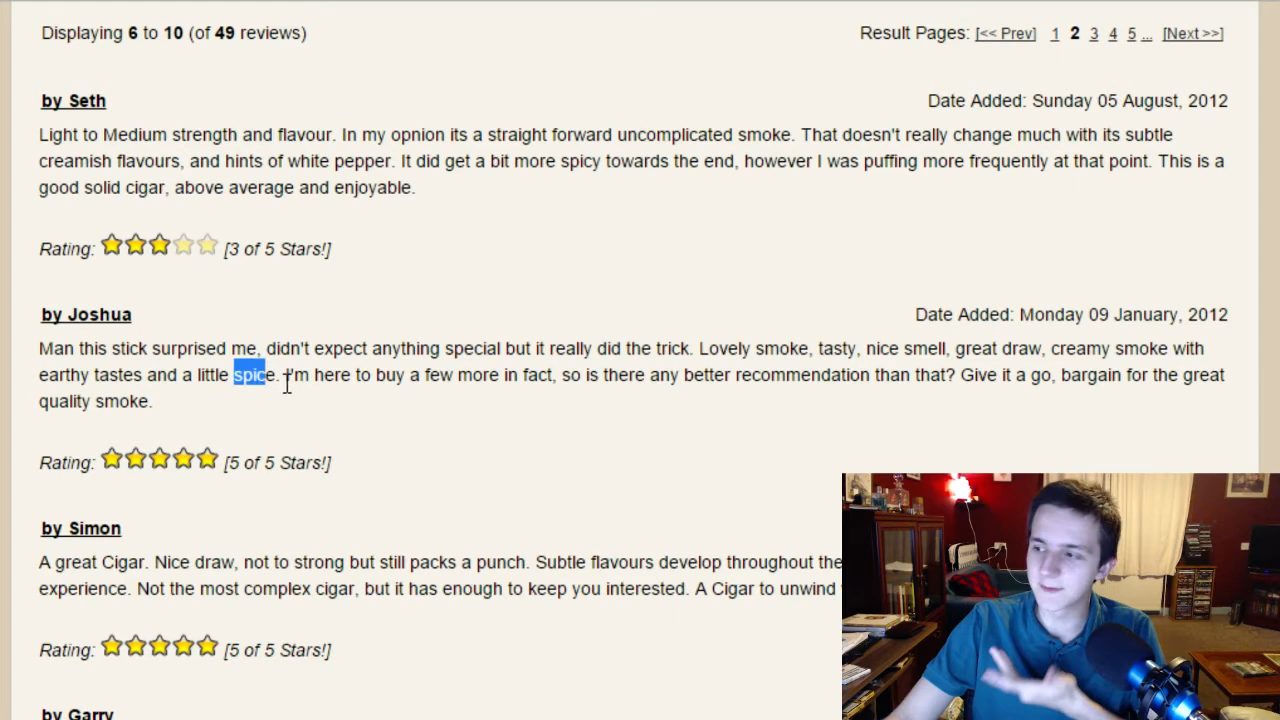 Displaying 6 to 10 (of 49 reviews) Result Pages: [<< Prev] 1 2 3 4 5 ... [Next >>]
by Seth Date Added: Sunday 05 August, 2012
Light to Medium strength and flavour. In my opnion its a straight forward uncomplicated smoke. That doesn't really change much with its subtle
creamish flavours, and hints of white pepper. It did get a bit more spicy towards the end, however I was puffing more frequently at that point. This is a
good solid cigar, above average and enjoyable.
Rating: [3 of 5 Stars!]
by Joshua Date Added: Monday 09 January, 2012
Man this stick surprised me, didn't expect anything special but it really did the trick. Lovely smoke, tasty, nice smell, great draw, creamy smoke with
earthy tastes and a little spice. I'm here to buy a few more in fact, so is there any better recommendation than that? Give it a go, bargain for the great
quality smoke.
Rating: [5 of 5 Stars!]
by Simon
A great Cigar. Nice draw, not to strong but still packs a punch. Subtle flavours develop throughout the
experience. Not the most complex cigar, but it has enough to keep you interested. A Cigar to unwind
Rating: [5 of 5 Stars!]
by Garry